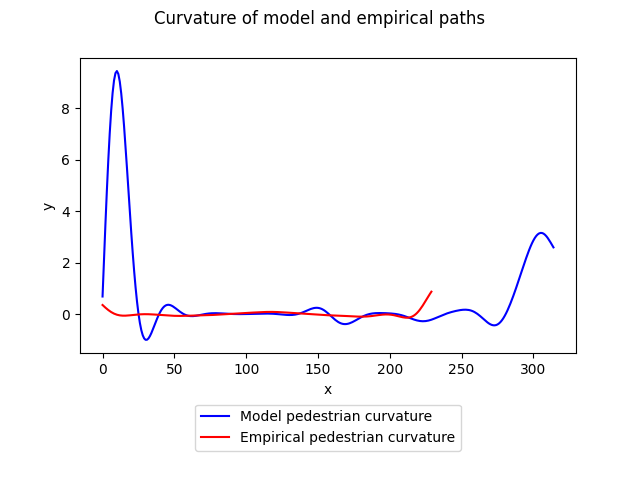 Curvature of model and empirical paths
8
6
4
2
0
y
0 50 100 150 200 250 300
x
Model pedestrian curvature
Empirical pedestrian curvature